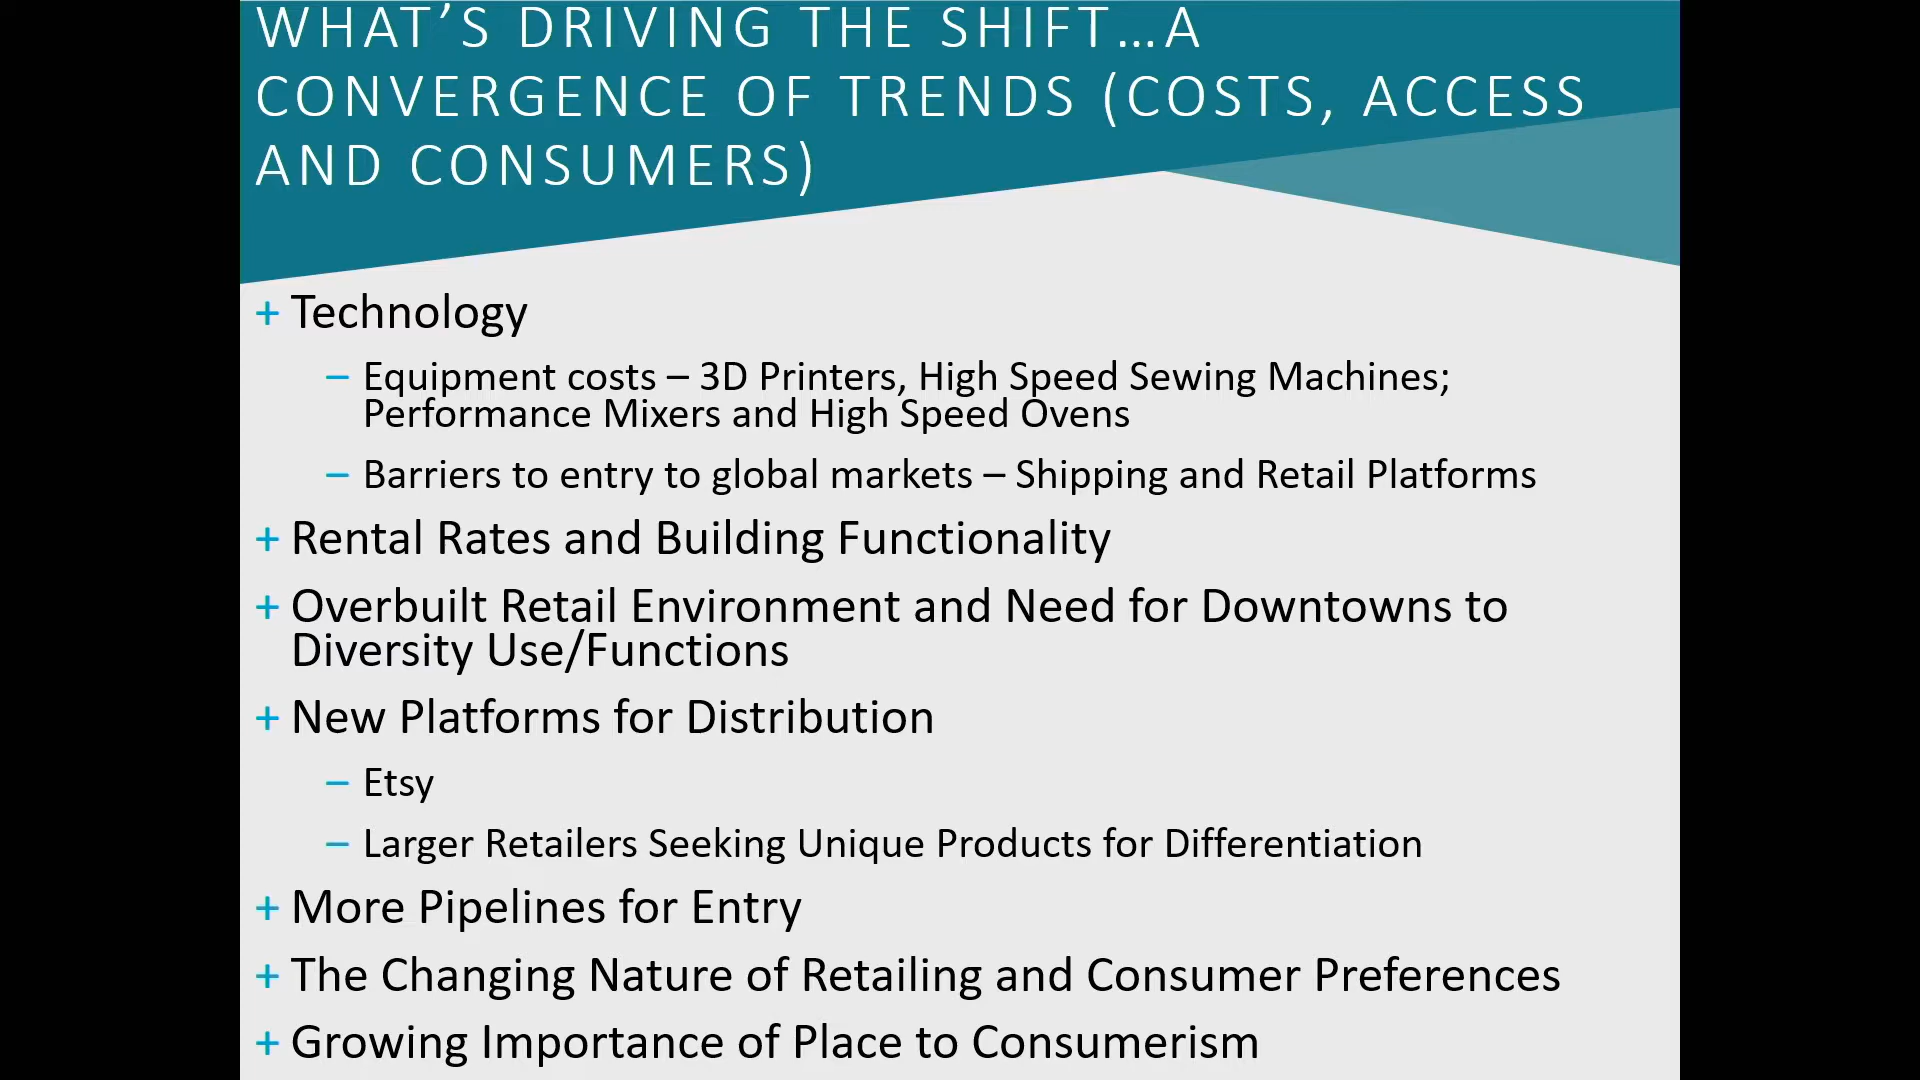 WHAT’S DRIVING THE SHIFT…A
CONVERGENCE OF TRENDS (COSTS, ACCESS
AND CONSUMERS)
+ Technology
– Equipment costs – 3D Printers, High Speed Sewing Machines;
Performance Mixers and High Speed Ovens
– Barriers to entry to global markets – Shipping and Retail Platforms
+ Rental Rates and Building Functionality
+ Overbuilt Retail Environment and Need for Downtowns to
Diversity Use/Functions
+ New Platforms for Distribution
– Etsy
– Larger Retailers Seeking Unique Products for Differentiation
+ More Pipelines for Entry
+ The Changing Nature of Retailing and Consumer Preferences
+ Growing Importance of Place to Consumerism